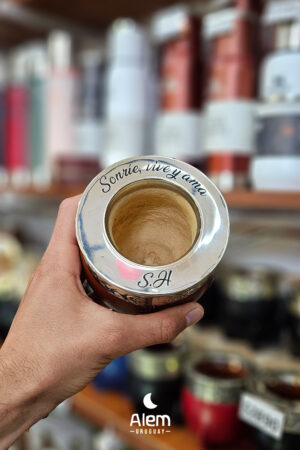 Sonríe, vive y ama
S.H
Alem
URUGUAY